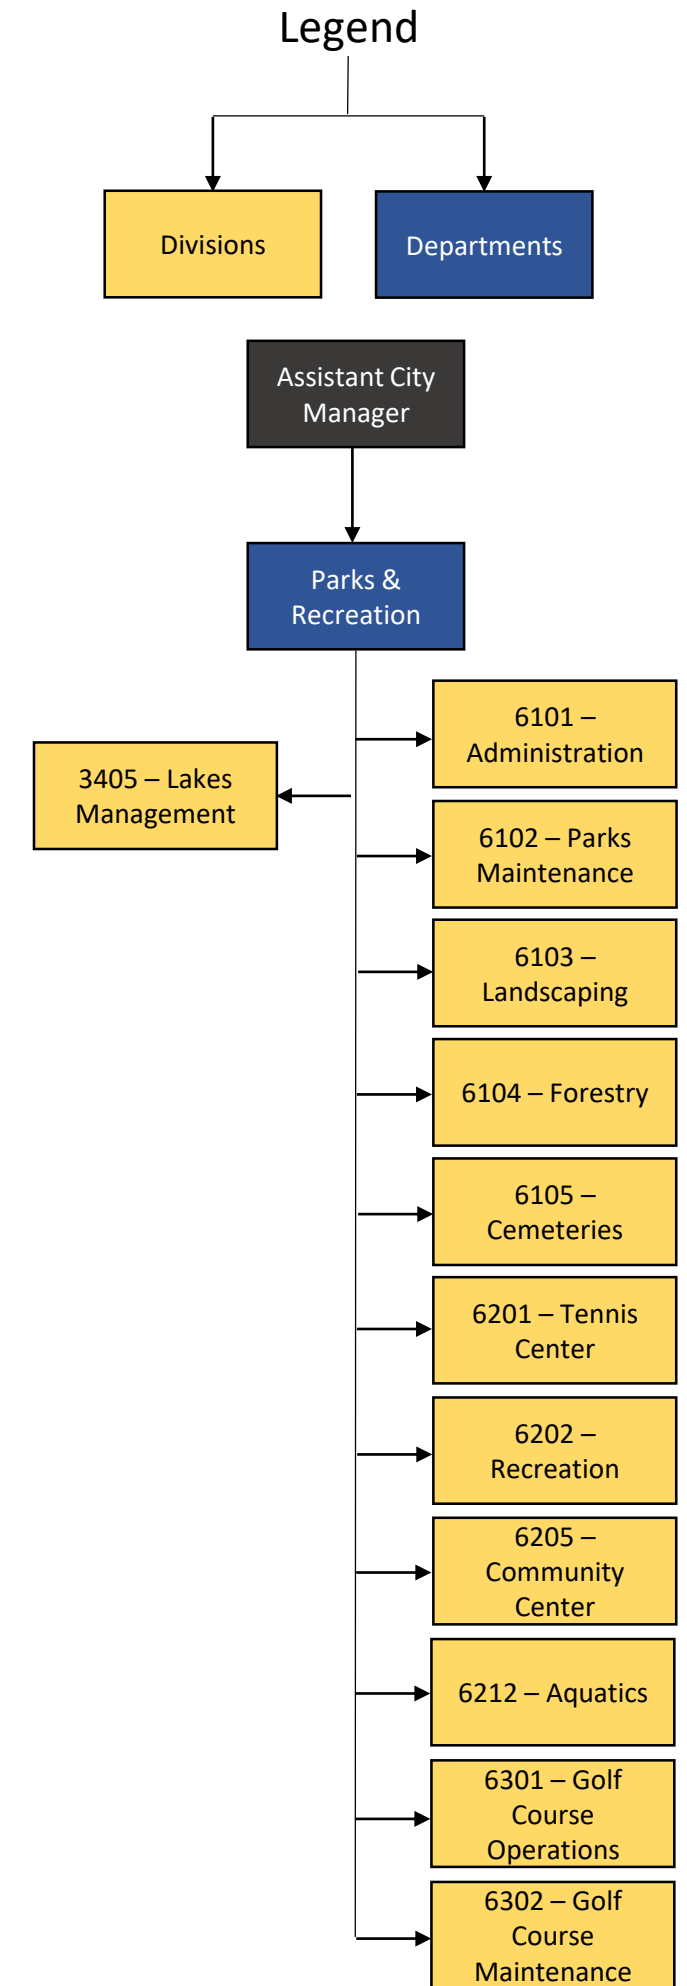 Legend
Divisions
Departments
Assistant City
Manager
Parks &
Recreation
6101 –
Administration
3405 – Lakes
Management
6102 – Parks
Maintenance
6103 –
Landscaping
6104 – Forestry
6105 –
Cemeteries
6201 – Tennis
Center
6202 –
Recreation
6205 –
Community
Center
6212 – Aquatics
6301 – Golf
Course
Operations
6302 – Golf
Course
Maintenance